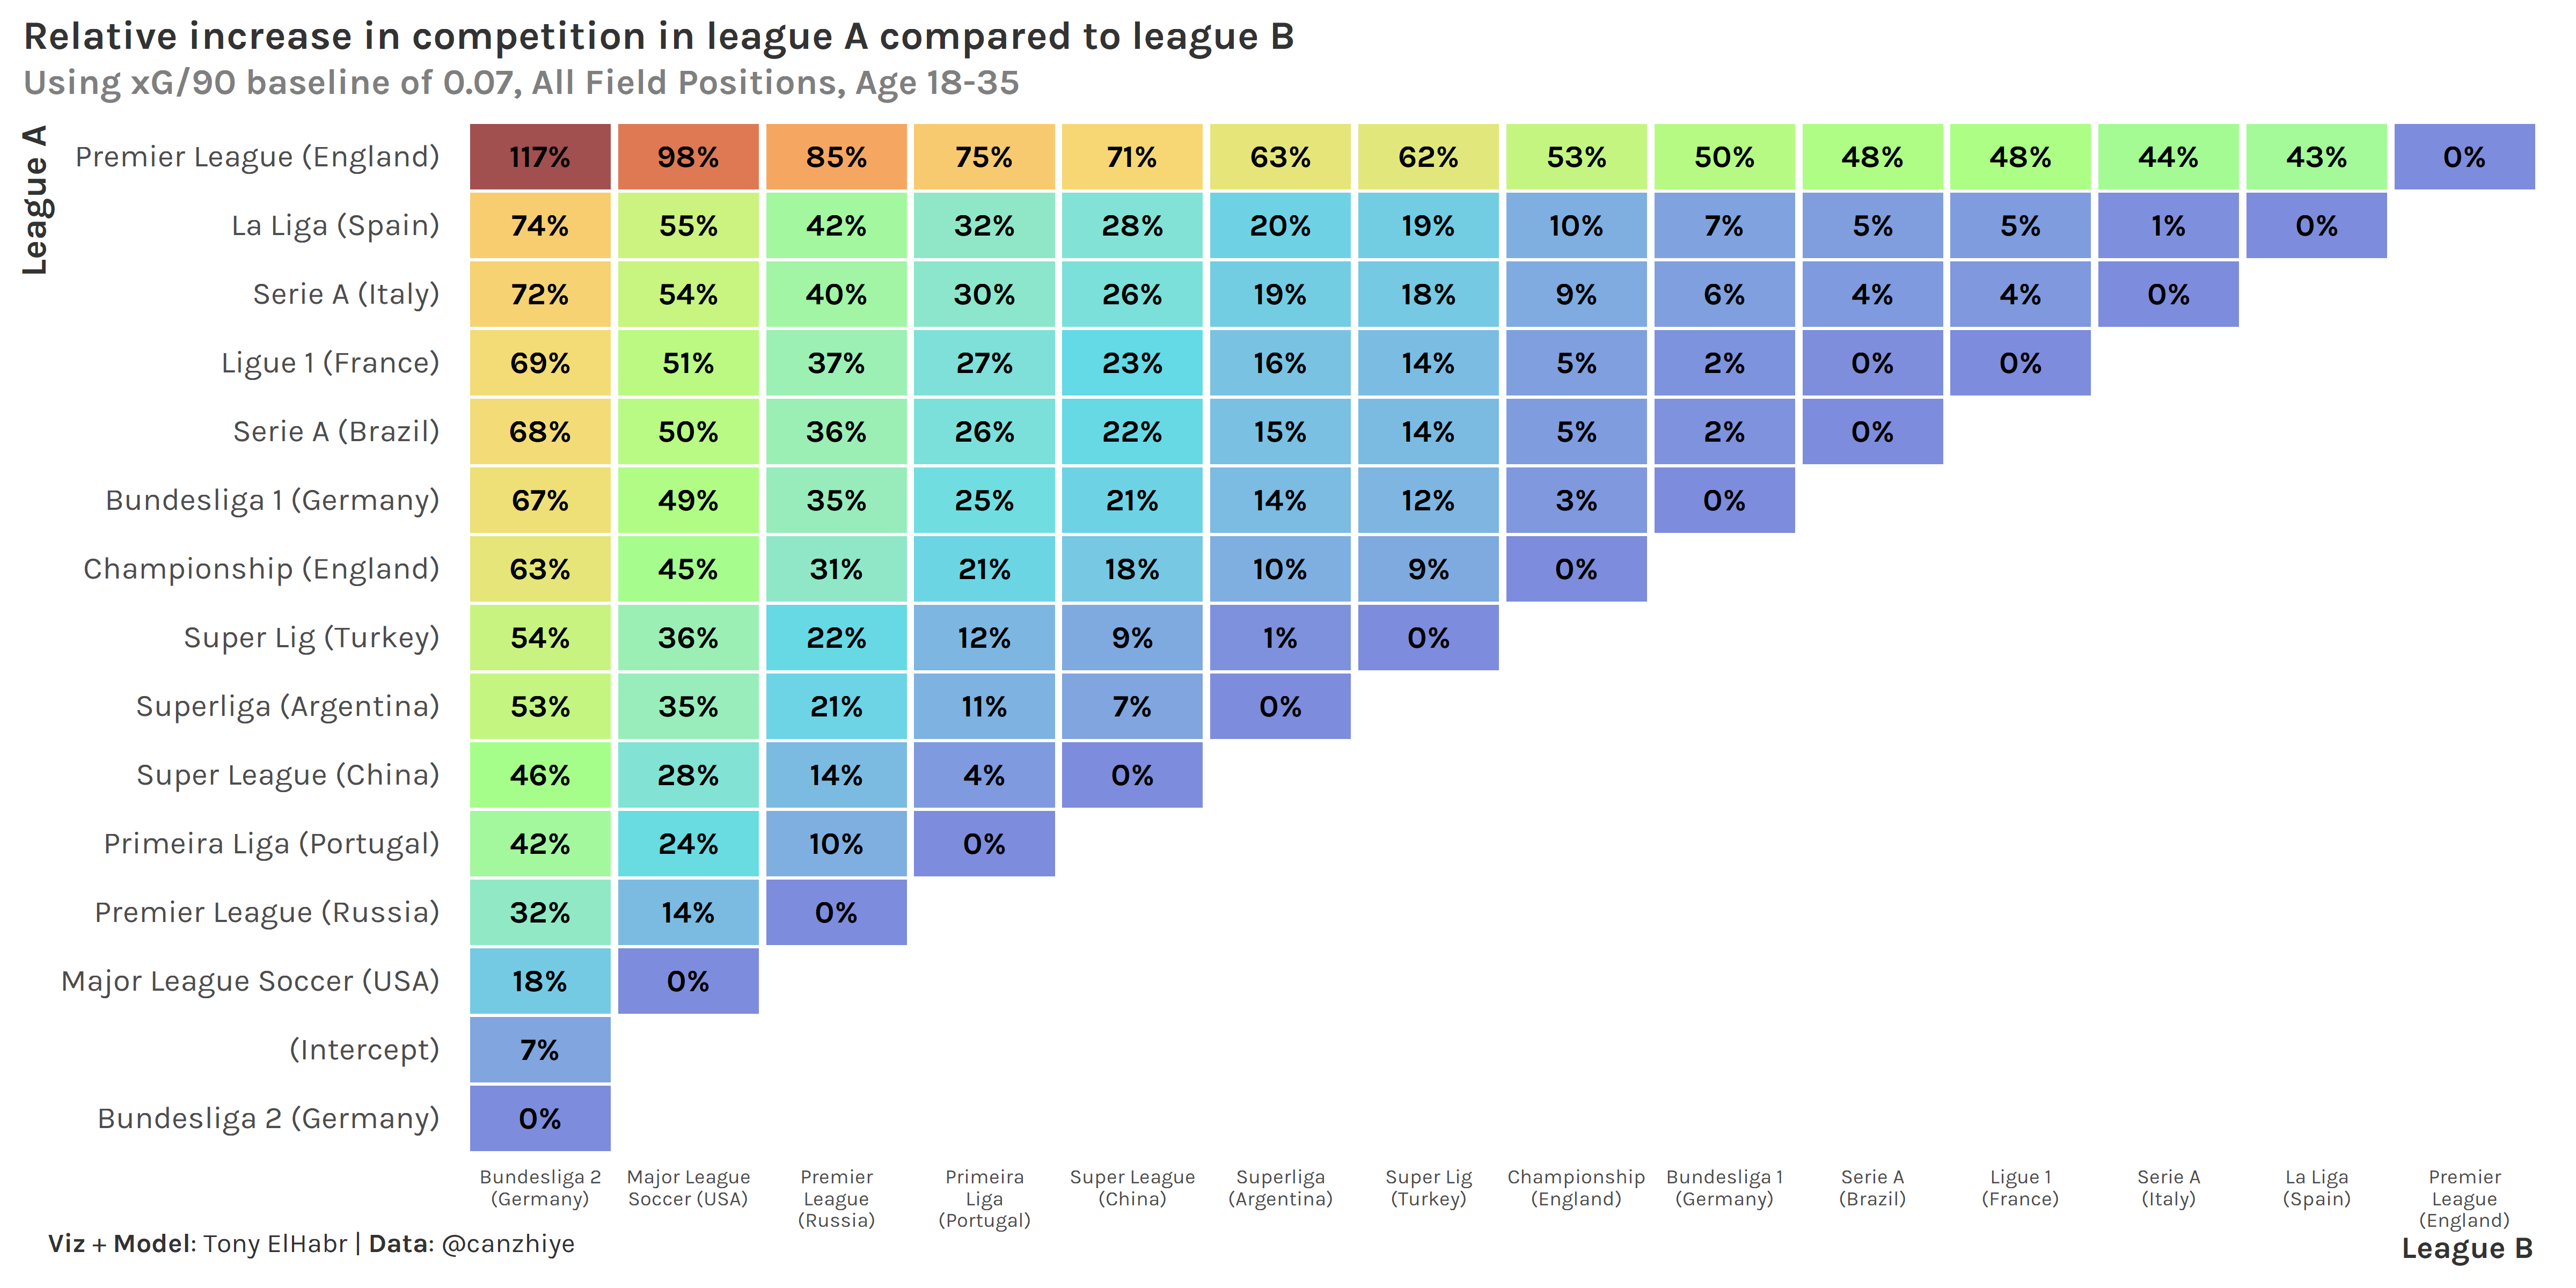 Relative increase in competition in league A compared to league B
Using xG/90 baseline of 0.07, All Field Positions, Age 18-35
League A
Premier League (England) 117% 98% 85% 75% 71% 63% 62% 53% 50% 48% 48% 44% 43% 0%
La Liga (Spain) 74% 55% 42% 32% 28% 20% 19% 10% 7% 5% 5% 1% 0%
Serie A (Italy) 72% 54% 40% 30% 26% 19% 18% 9% 6% 4% 4% 0%
Ligue 1 (France) 69% 51% 37% 27% 23% 16% 14% 5% 2% 0% 0%
Serie A (Brazil) 68% 50% 36% 26% 22% 15% 14% 5% 2% 0%
Bundesliga 1 (Germany) 67% 49% 35% 25% 21% 14% 12% 3% 0%
Championship (England) 63% 45% 31% 21% 18% 10% 9% 0%
Super Lig (Turkey) 54% 36% 22% 12% 9% 1% 0%
Superliga (Argentina) 53% 35% 21% 11% 7% 0%
Super League (China) 46% 28% 14% 4% 0%
Primeira Liga (Portugal) 42% 24% 10% 0%
Premier League (Russia) 32% 14% 0%
Major League Soccer (USA) 18% 0%
(Intercept) 7%
Bundesliga 2 (Germany) 0%
Bundesliga 2 Major League Premier Primeira Super League Superliga Super Lig Championship Bundesliga 1 Serie A Ligue 1 Serie A La Liga Premier
(Germany) Soccer (USA) League Liga (China) (Argentina) (Turkey) (England) (Germany) (Brazil) (France) (Italy) (Spain) League
(Russia) (Portugal) (England)
Viz + Model: Tony ElHabr | Data: @canzhiye
League B